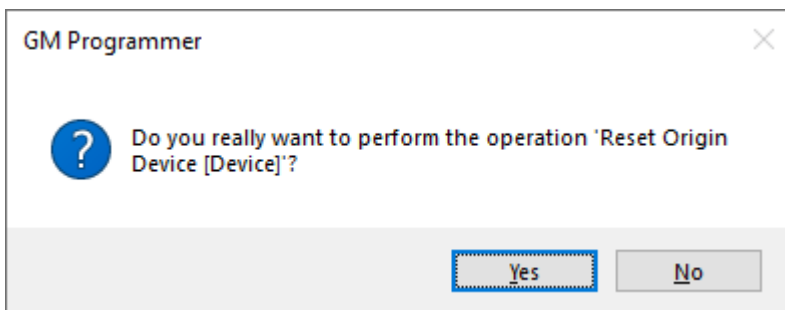 GM Programmer
?
Do you really want to perform the operation 'Reset Origin
Device [Device]'?
Yes
No